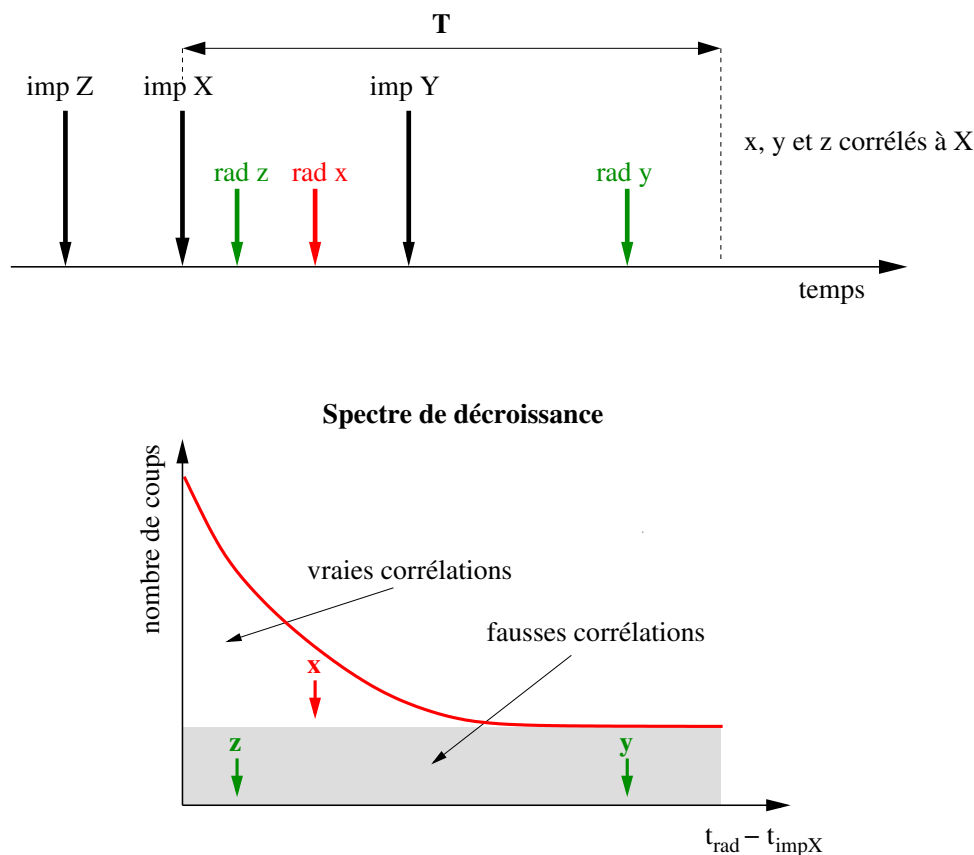 T
imp Z
imp X
imp Y
x, y et z corrélés à X
rad z
rad x
rad y
temps
Spectre de décroissance
nombre de coups
vraies corrélations
fausses corrélations
x
z
y
t_rad − t_impX